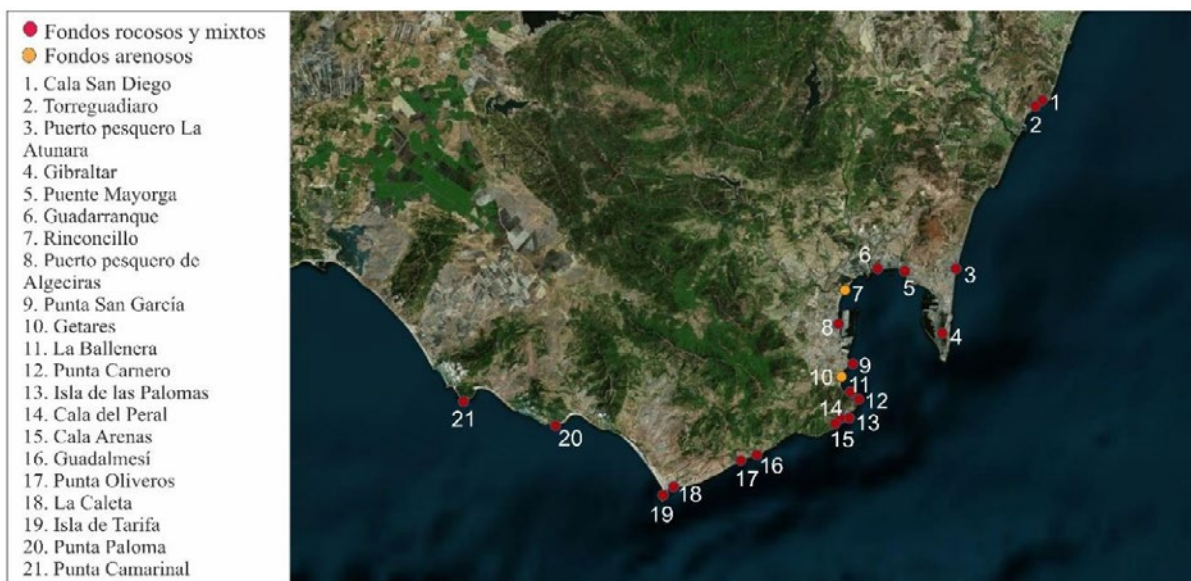 Fondos rocosos y mixtos
Fondos arenosos
1. Cala San Diego
2. Torreguadiaro
3. Puerto pesquero La
Atunara
4. Gibraltar
5. Puente Mayorga
6. Guadarranque
7. Rinconcillo
8. Puerto pesquero de
Algeciras
9. Punta San García
10. Getares
11. La Ballenera
12. Punta Carnero
13. Isla de las Palomas
14. Cala del Peral
15. Cala Arenas
16. Guadalmesí
17. Punta Oliveros
18. La Caleta
19. Isla de Tarifa
20. Punta Paloma
21. Punta Camarinal
1
2
3
6
5
7
8
4
9
10
11
12
14
13
15
21
20
16
17
18
19